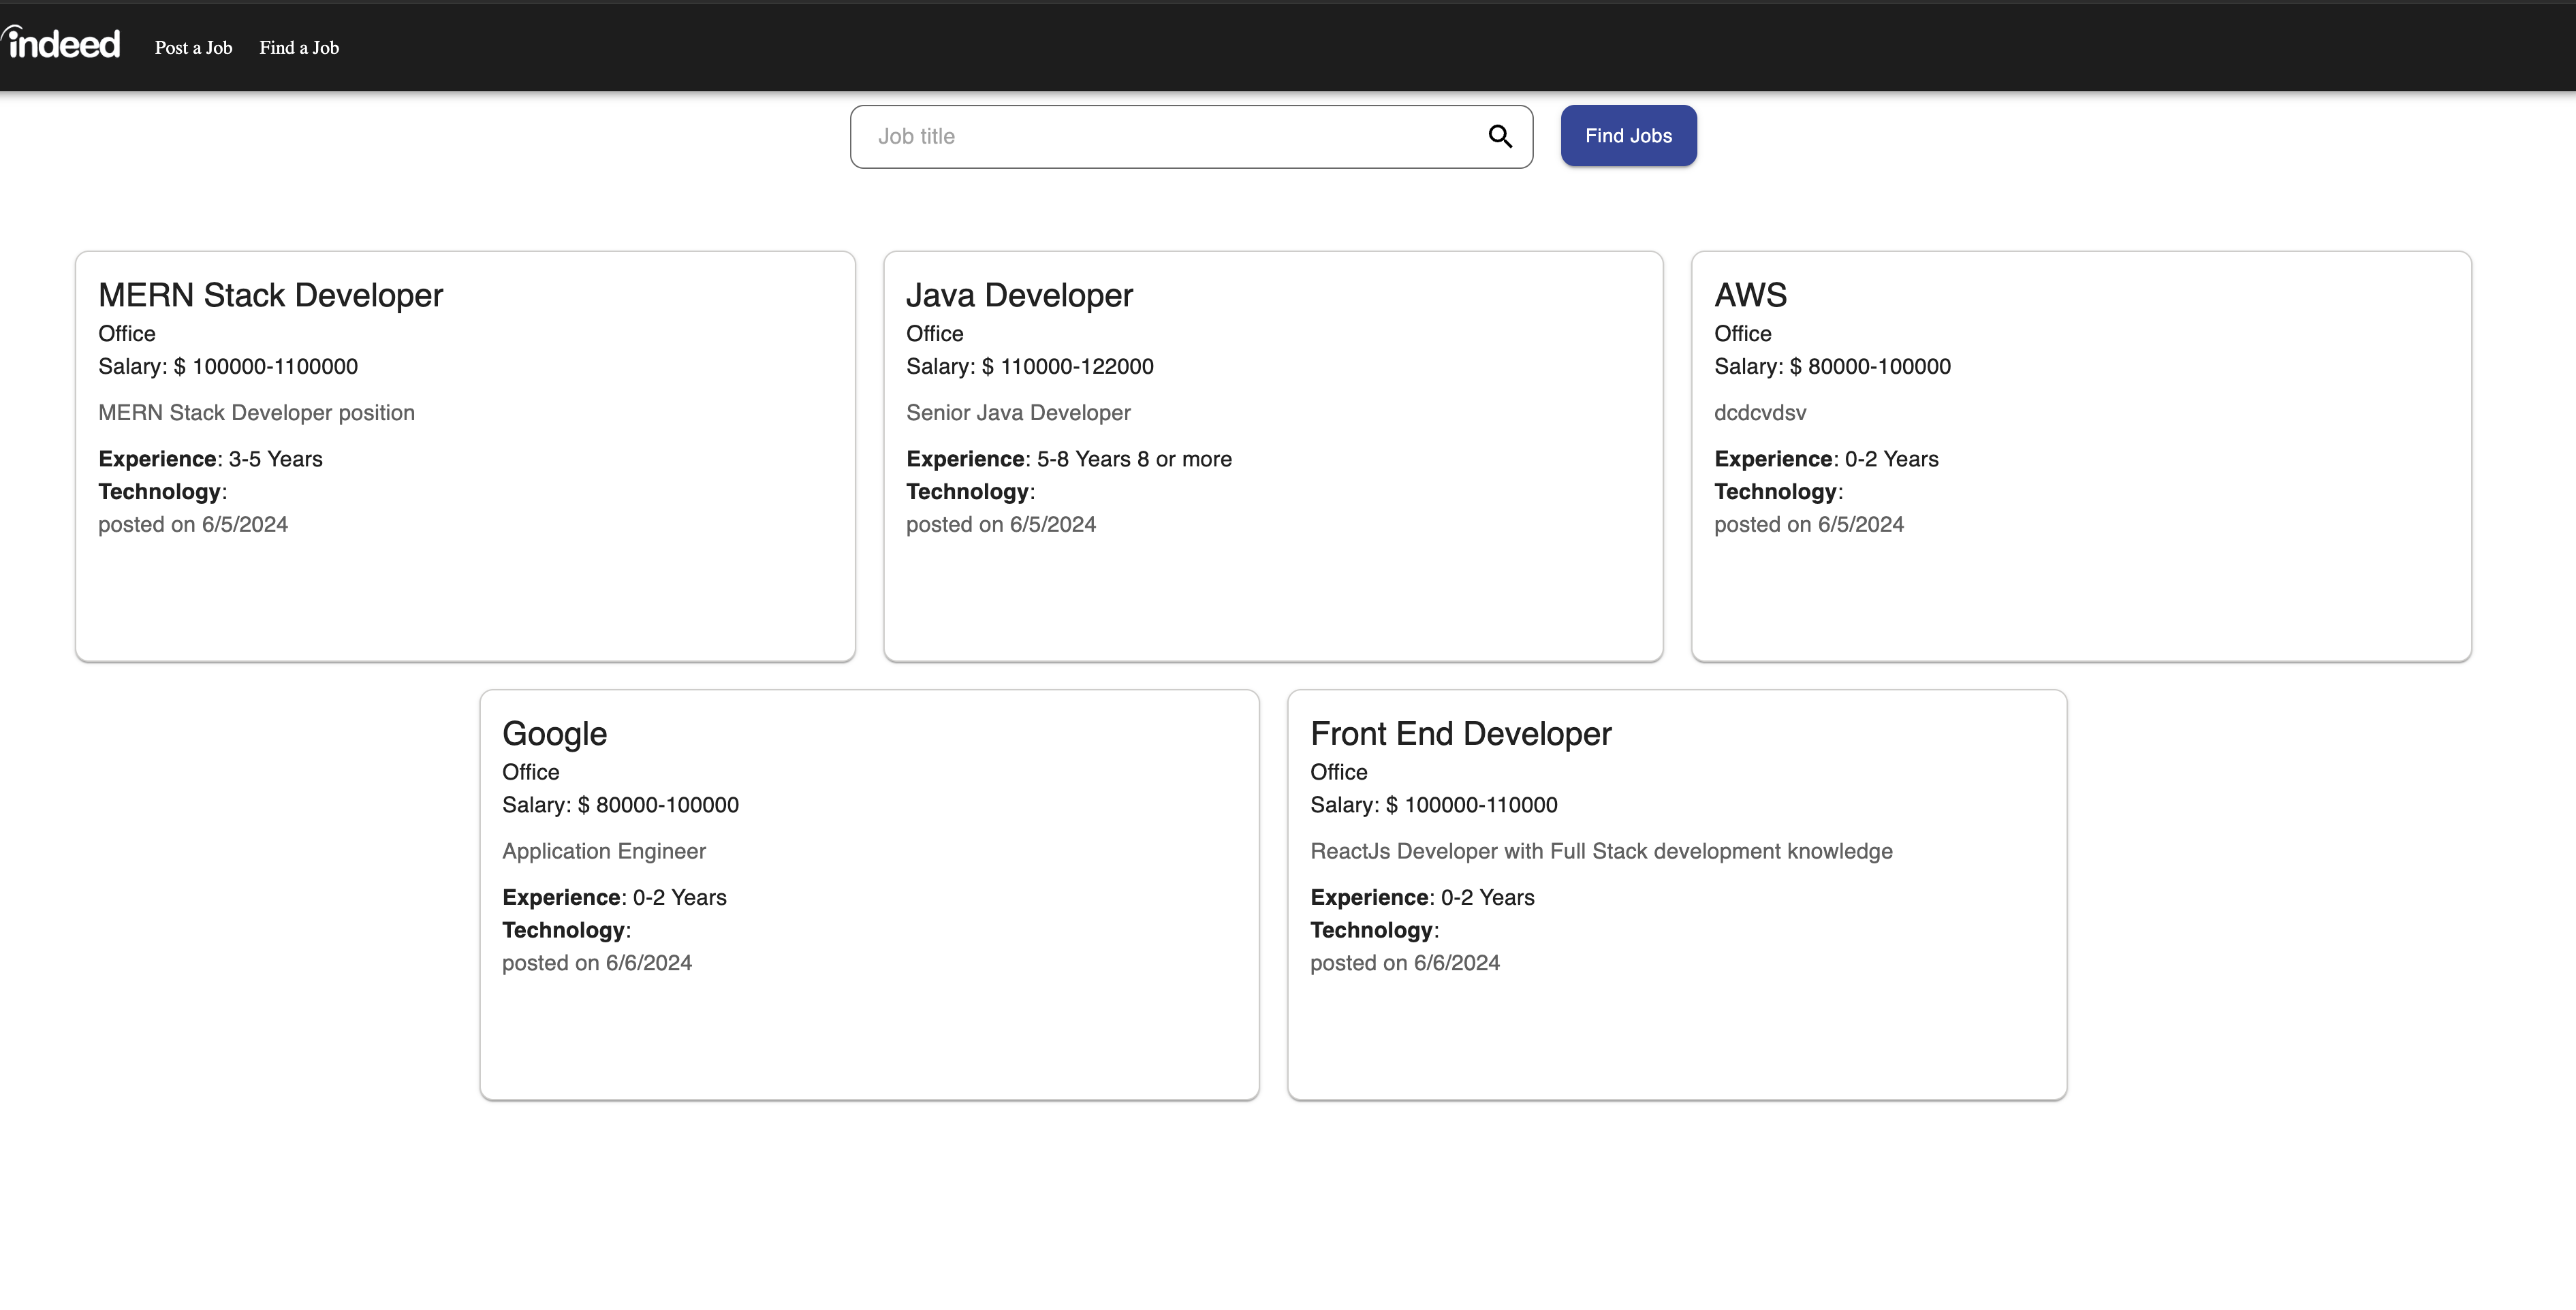 indeed Post a Job Find a Job
Job title Find Jobs
MERN Stack Developer
Office
Salary: $ 100000-1100000
MERN Stack Developer position
Experience: 3-5 Years
Technology:
posted on 6/5/2024
Java Developer
Office
Salary: $ 110000-122000
Senior Java Developer
Experience: 5-8 Years 8 or more
Technology:
posted on 6/5/2024
AWS
Office
Salary: $ 80000-100000
dcdcvdsv
Experience: 0-2 Years
Technology:
posted on 6/5/2024
Google
Office
Salary: $ 80000-100000
Application Engineer
Experience: 0-2 Years
Technology:
posted on 6/6/2024
Front End Developer
Office
Salary: $ 100000-110000
ReactJs Developer with Full Stack development knowledge
Experience: 0-2 Years
Technology:
posted on 6/6/2024